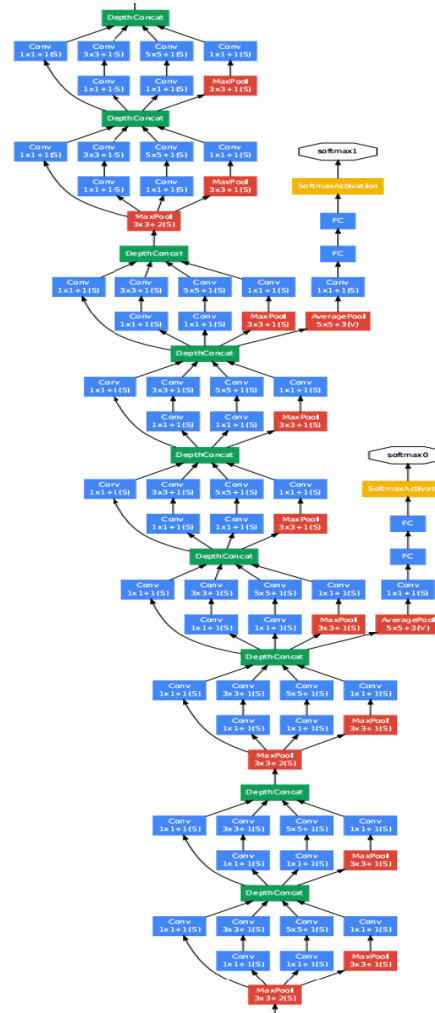 DepthConcat
Conv Conv Conv Conv
1x1+1(S) 3x3+1(S) 5x5+1(S) 1x1+1(S)
Conv Conv MaxPool
1x1+1(S) 1x1+1(S) 3x3+1(S)
DepthConcat
Conv Conv Conv Conv
1x1+1(S) 3x3+1(S) 5x5+1(S) 1x1+1(S)
softmax1
Conv Conv MaxPool
1x1+1(S) 1x1+1(S) 3x3+1(S)
SoftmaxActivation
MaxPool
3x3+2(S)
FC
DepthConcat FC
Conv Conv Conv Conv Conv
1x1+1(S) 3x3+1(S) 5x5+1(S) 1x1+1(S) 1x1+1(S)
Conv Conv MaxPool AveragePool
1x1+1(S) 1x1+1(S) 3x3+1(S) 5x5+3(V)
DepthConcat
Conv Conv Conv Conv
1x1+1(S) 3x3+1(S) 5x5+1(S) 1x1+1(S)
Conv Conv MaxPool
1x1+1(S) 1x1+1(S) 3x3+1(S)
DepthConcat softmax0
Conv Conv Conv Conv
1x1+1(S) 3x3+1(S) 5x5+1(S) 1x1+1(S)
SoftmaxActivat
Conv Conv MaxPool
1x1+1(S) 1x1+1(S) 3x3+1(S)
FC
DepthConcat FC
Conv Conv Conv Conv Conv
1x1+1(S) 3x3+1(S) 5x5+1(S) 1x1+1(S) 1x1+1(S)
Conv Conv MaxPool AveragePool
1x1+1(S) 1x1+1(S) 3x3+1(S) 5x5+3(V)
DepthConcat
Conv Conv Conv Conv
1x1+1(S) 3x3+1(S) 5x5+1(S) 1x1+1(S)
Conv Conv MaxPool
1x1+1(S) 1x1+1(S) 3x3+1(S)
MaxPool
3x3+2(S)
DepthConcat
Conv Conv Conv Conv
1x1+1(S) 3x3+1(S) 5x5+1(S) 1x1+1(S)
Conv Conv MaxPool
1x1+1(S) 1x1+1(S) 3x3+1(S)
DepthConcat
Conv Conv Conv Conv
1x1+1(S) 3x3+1(S) 5x5+1(S) 1x1+1(S)
Conv Conv MaxPool
1x1+1(S) 1x1+1(S) 3x3+1(S)
MaxPool
3x3+2(S)